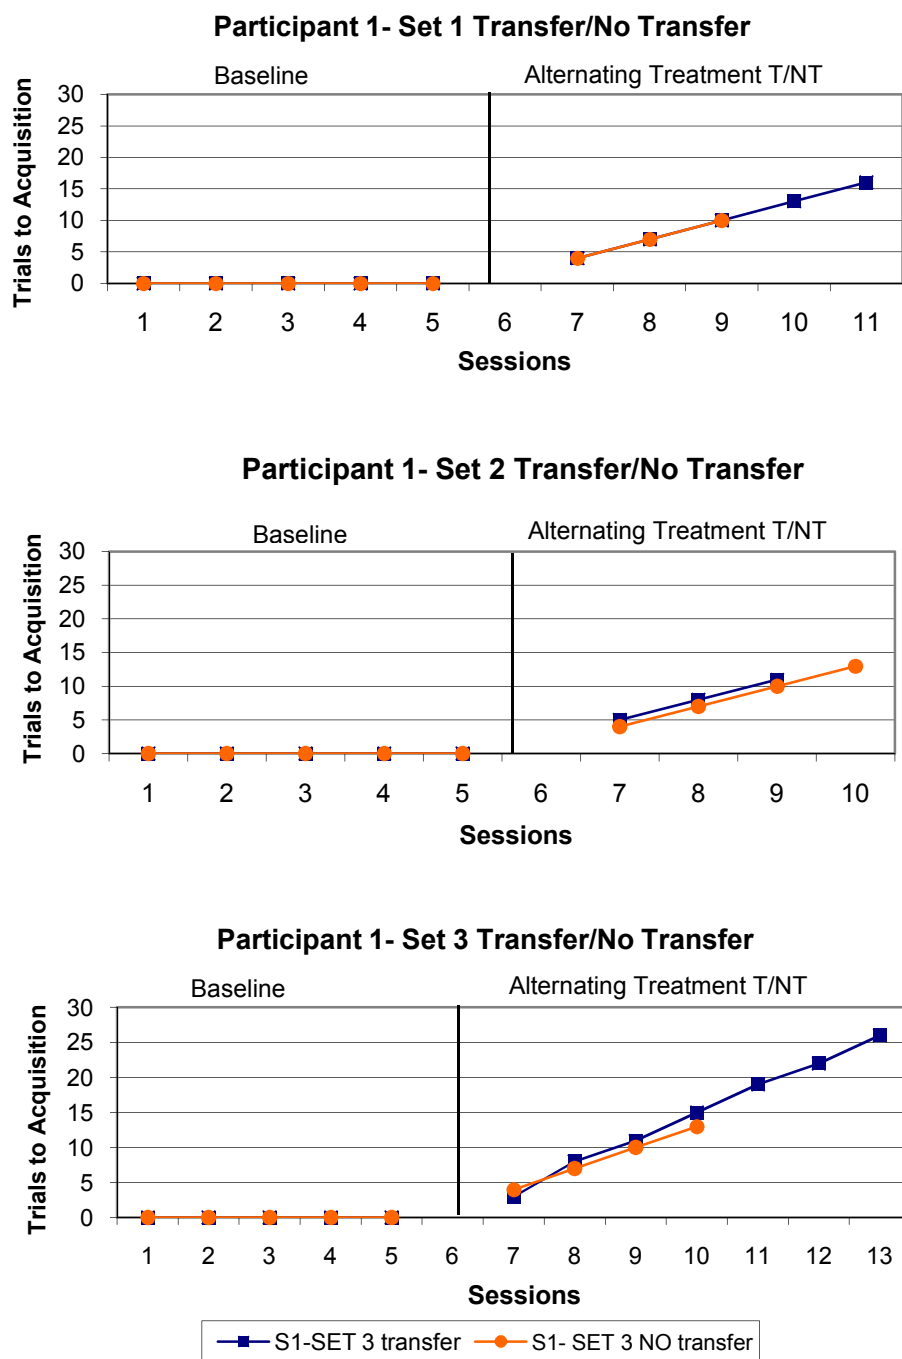 Participant 1- Set 1 Transfer/No Transfer
Baseline
Alternating Treatment T/NT
Trials to Acquisition
30
25
20
15
10
5
0
1 2 3 4 5 6 7 8 9 10 11
Sessions
Participant 1- Set 2 Transfer/No Transfer
Baseline
Alternating Treatment T/NT
Trials to Acquisition
30
25
20
15
10
5
0
1 2 3 4 5 6 7 8 9 10
Sessions
Participant 1- Set 3 Transfer/No Transfer
Baseline
Alternating Treatment T/NT
Trials to Acquisition
30
25
20
15
10
5
0
1 2 3 4 5 6 7 8 9 10 11 12 13
Sessions
S1-SET 3 transfer
S1- SET 3 NO transfer